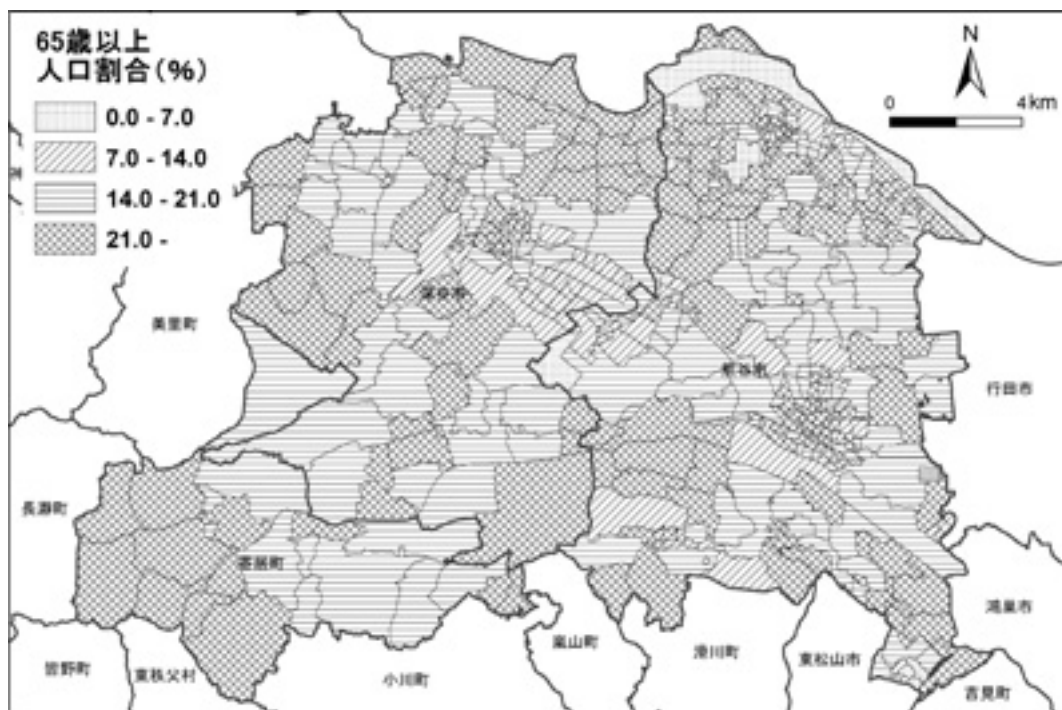 65歳以上
人口割合(%)
0.0 - 7.0
7.0 - 14.0
14.0 - 21.0
21.0 -
N
0 4km
深谷市
美里町
熊谷市
行田市
長瀞町
寄居町
鴻巣市
皆野町
東秩父村
小川町
嵐山町
滑川町
東松山市
吉見町